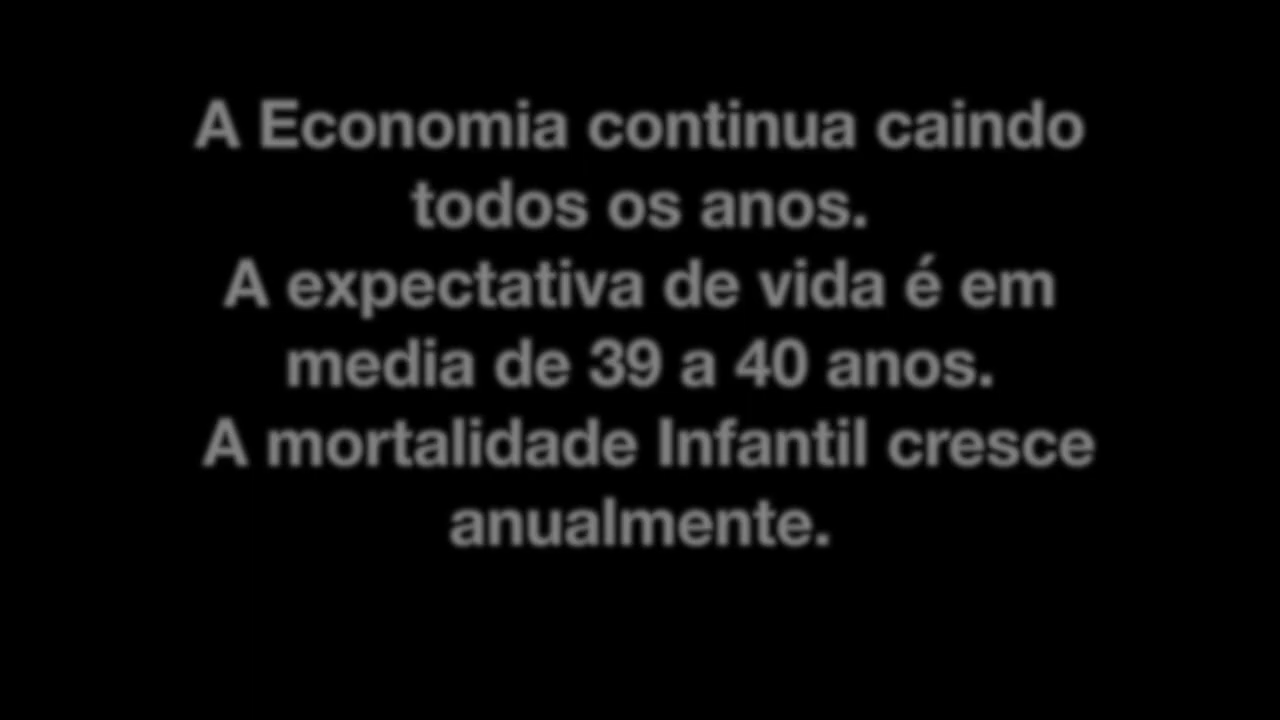 A Economia continua caindo
todos os anos.
A expectativa de vida é em
media de 39 a 40 anos.
A mortalidade Infantil cresce
anualmente.